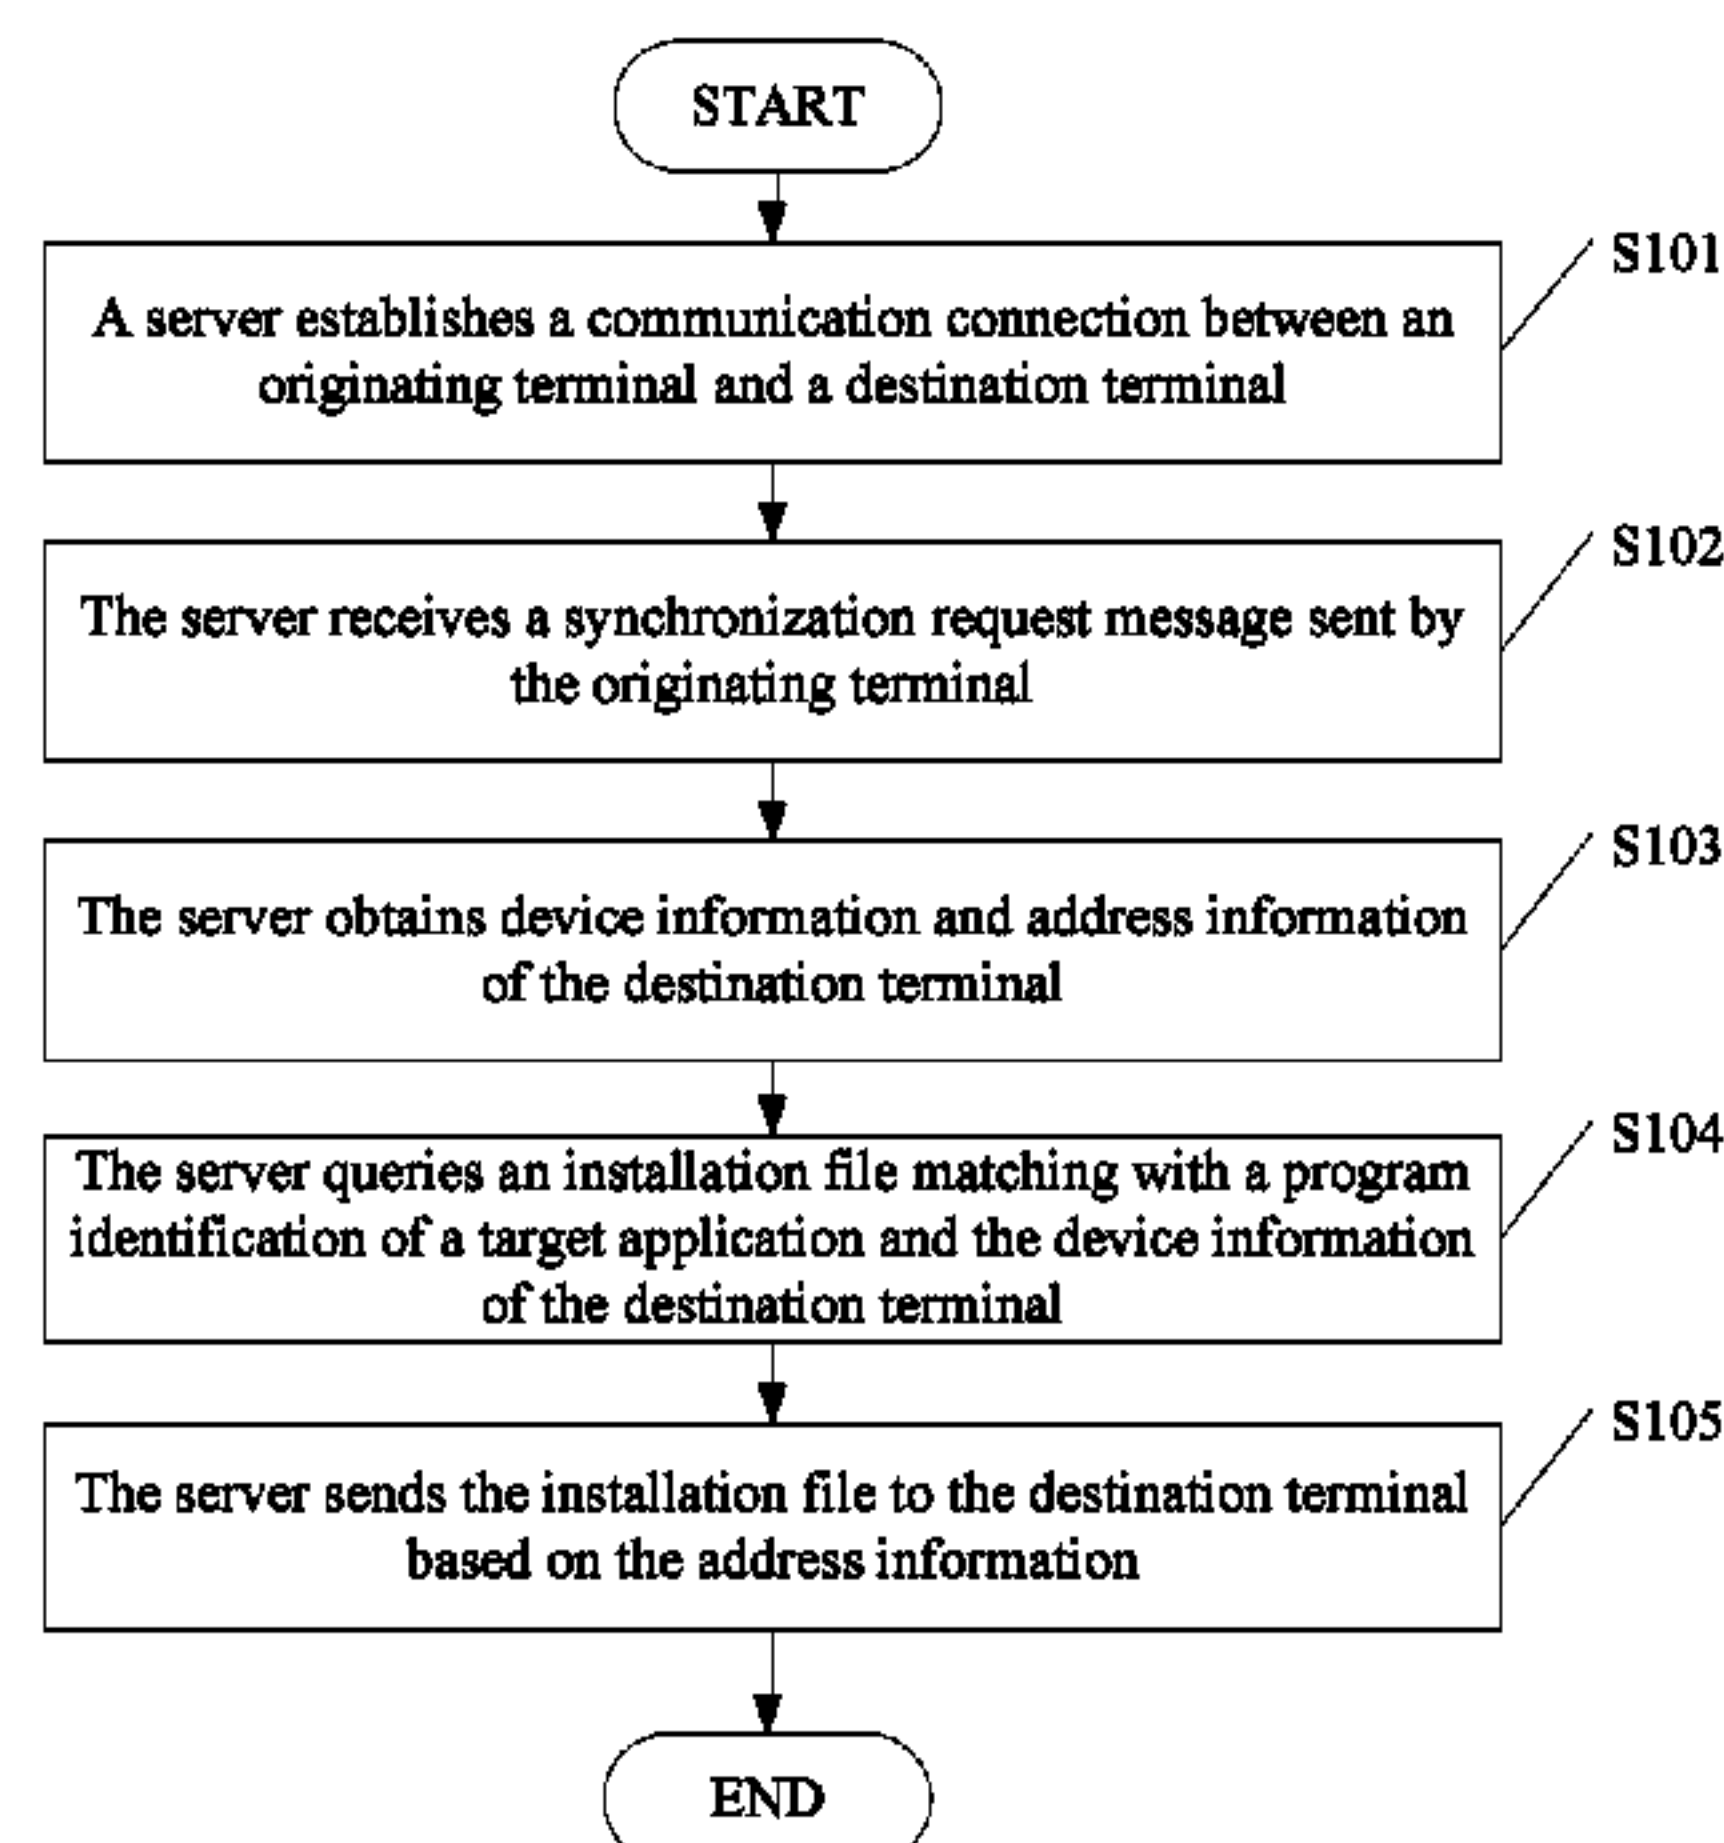 START
S101
A server establishes a communication connection between an
originating terminal and a destination terminal
S102
The server receives a synchronization request message sent by
the originating terminal
S103
The server obtains device information and address information
of the destination terminal
S104
The server queries an installation file matching with a program
identification of a target application and the device information
of the destination terminal
S105
The server sends the installation file to the destination terminal
based on the address information
END